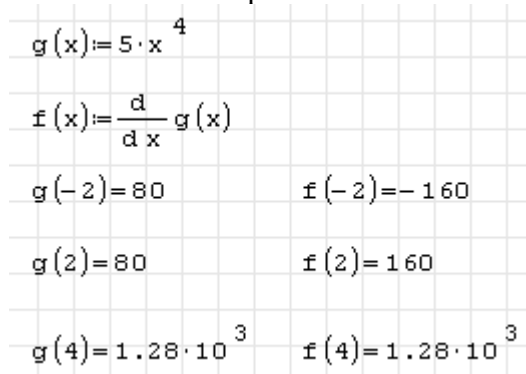 g(x):=5·x^4
f(x):=d/dx g(x)
g(-2)=80 f(-2)=-160
g(2)=80 f(2)=160
g(4)=1.28·10^3 f(4)=1.28·10^3